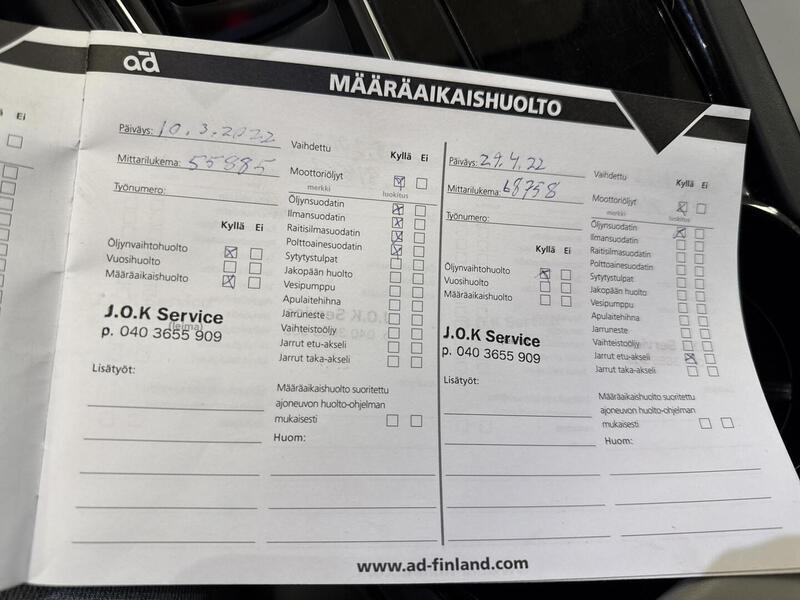 ad
MÄÄRÄAIKAISHUOLTO
Ei
Päiväys: 10.3.2022
Mittarilukema: 55885
Työnumero:
Kyllä Ei
Öljynvaihtohuolto
Vuosihuolto
Määräaikaishuolto
J.O.K Service
(leima)
p. 040 3655 909
Lisätyöt:
Vaihdettu
Kyllä Ei
Moottoriöljyt
merkki luokitus
Öljynsuodatin
Ilmansuodatin
Raitisilmasuodatin
Polttoainesuodatin
Sytytystulpat
Jakopään huolto
Vesipumppu
Apulaitehihna
Jarruneste
Vaihteistoöljy
Jarrut etu-akseli
Jarrut taka-akseli
Määräaikaishuolto suoritettu
ajoneuvon huolto-ohjelman
mukaisesti
Huom:
Päiväys: 29.4.22
Mittarilukema: 68758
Työnumero:
Kyllä Ei
Öljynvaihtohuolto
Vuosihuolto
Määräaikaishuolto
J.O.K Service
p. 040 3655 909
Lisätyöt:
Vaihdettu
Kyllä Ei
Moottoriöljyt
merkki luokitus
Öljynsuodatin
Ilmansuodatin
Raitisilmasuodatin
Polttoainesuodatin
Sytytystulpat
Jakopään huolto
Vesipumppu
Apulaitehihna
Jarruneste
Vaihteistoöljy
Jarrut etu-akseli
Jarrut taka-akseli
Määräaikaishuolto suoritettu
ajoneuvon huolto-ohjelman
mukaisesti
Huom:
www.ad-finland.com